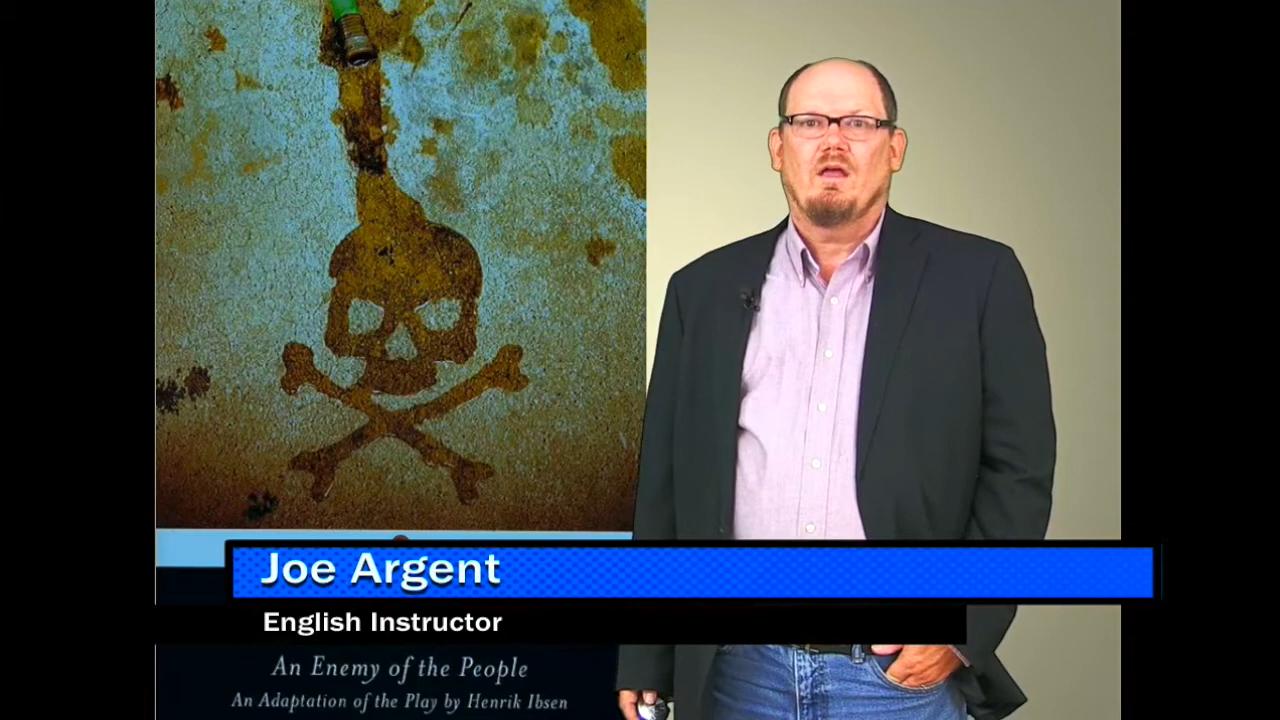 Joe Argent
English Instructor
An Enemy of the People
An Adaptation of the Play by Henrik Ibsen